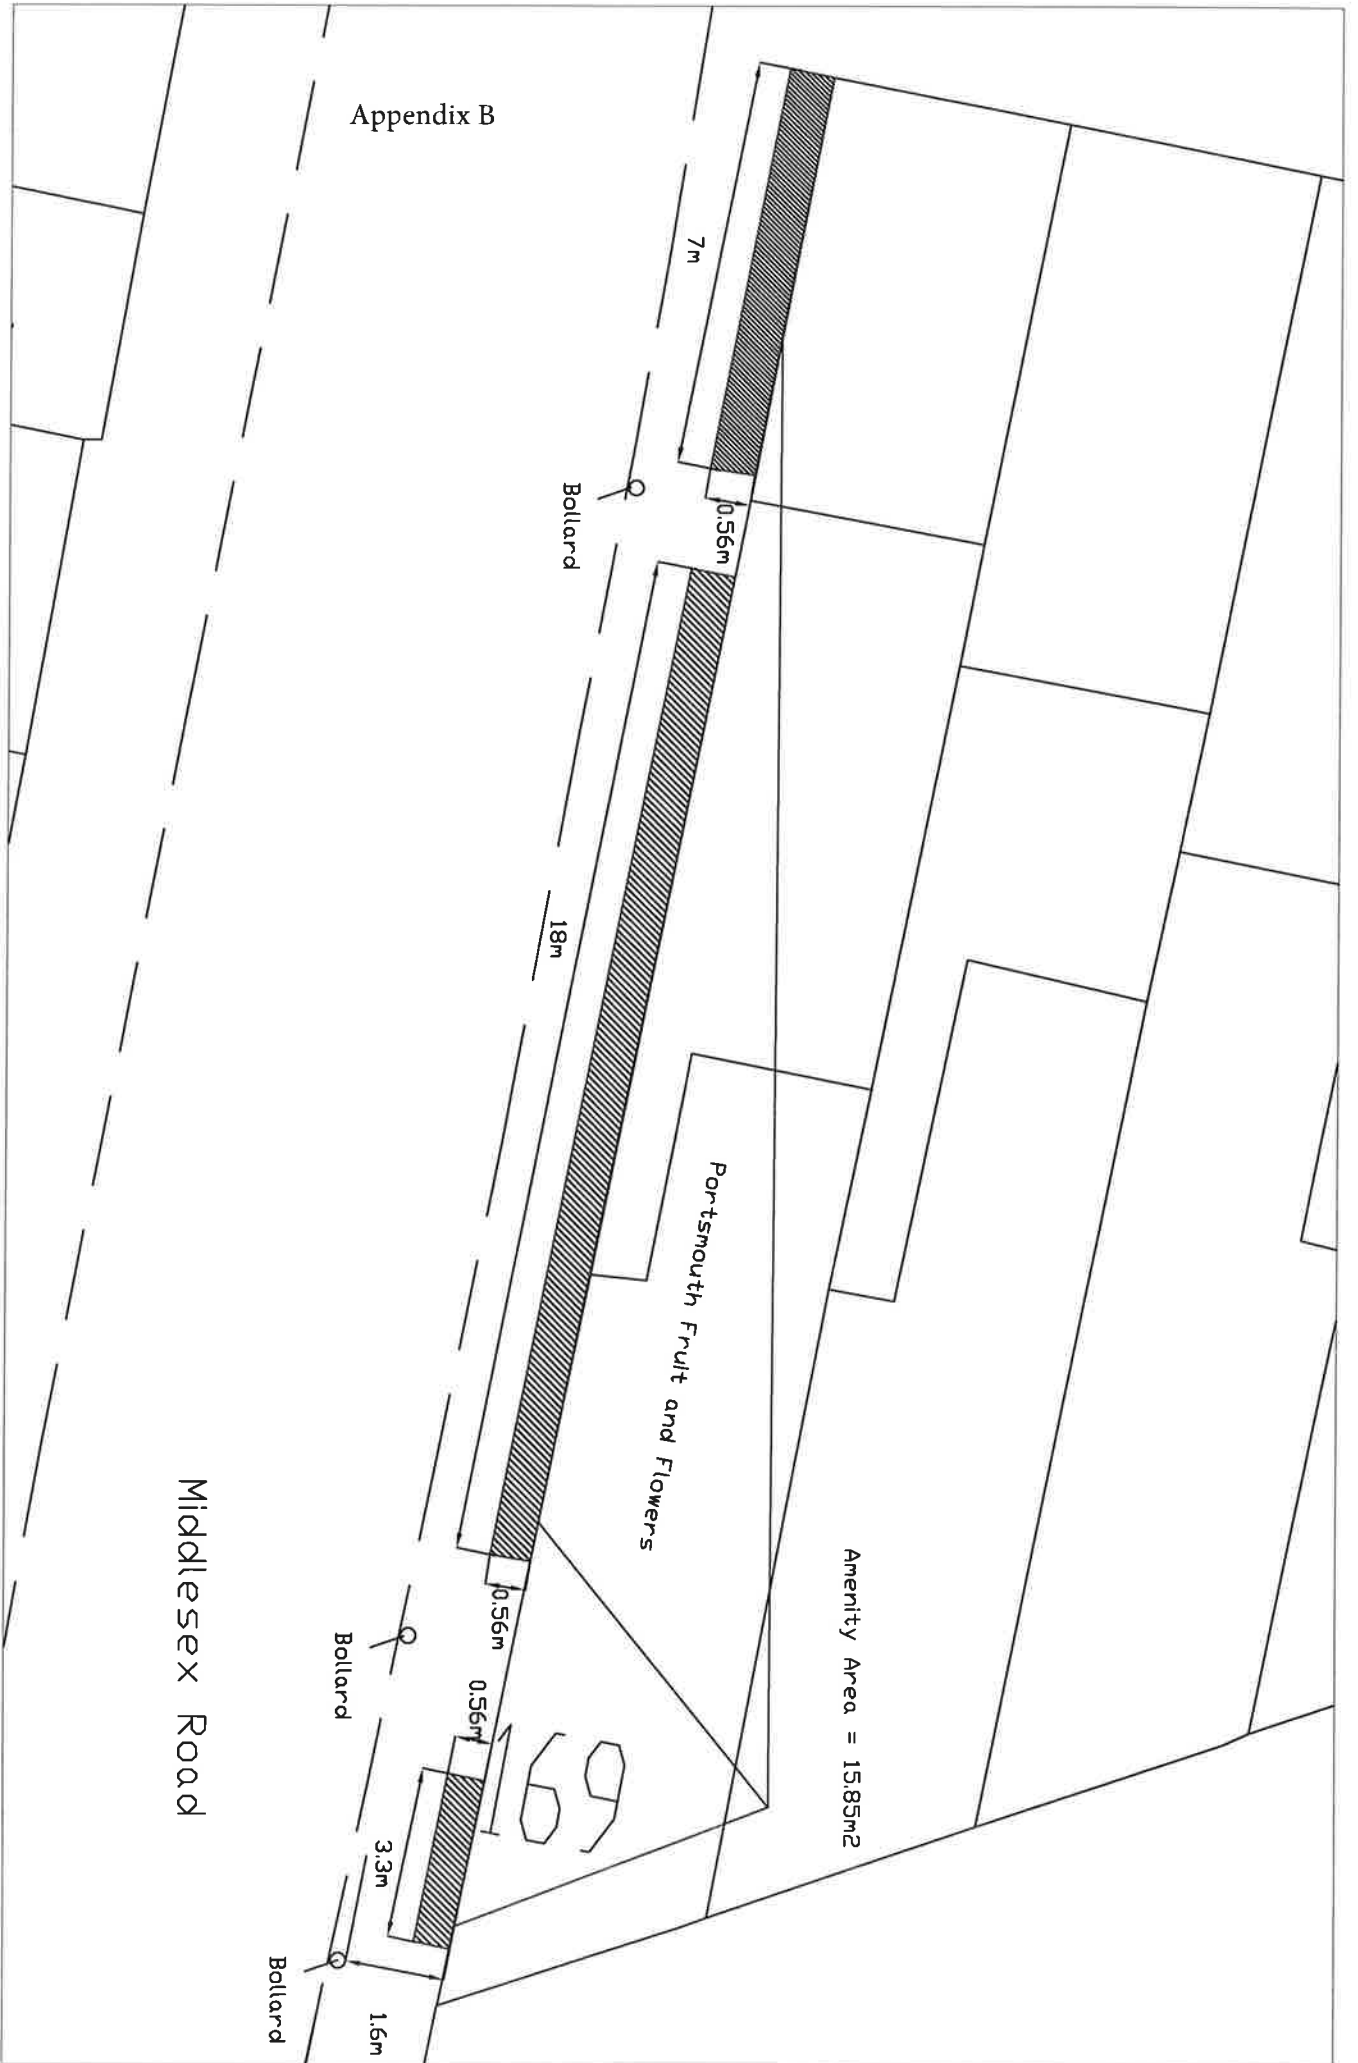 Appendix B
7m
0.56m
Bollard
18m
Portsmouth Fruit and Flowers
Amenity Area = 15.85m2
0.56m
Bollard
0.56m
169
3.3m
Middlesex Road
Bollard
1.6m